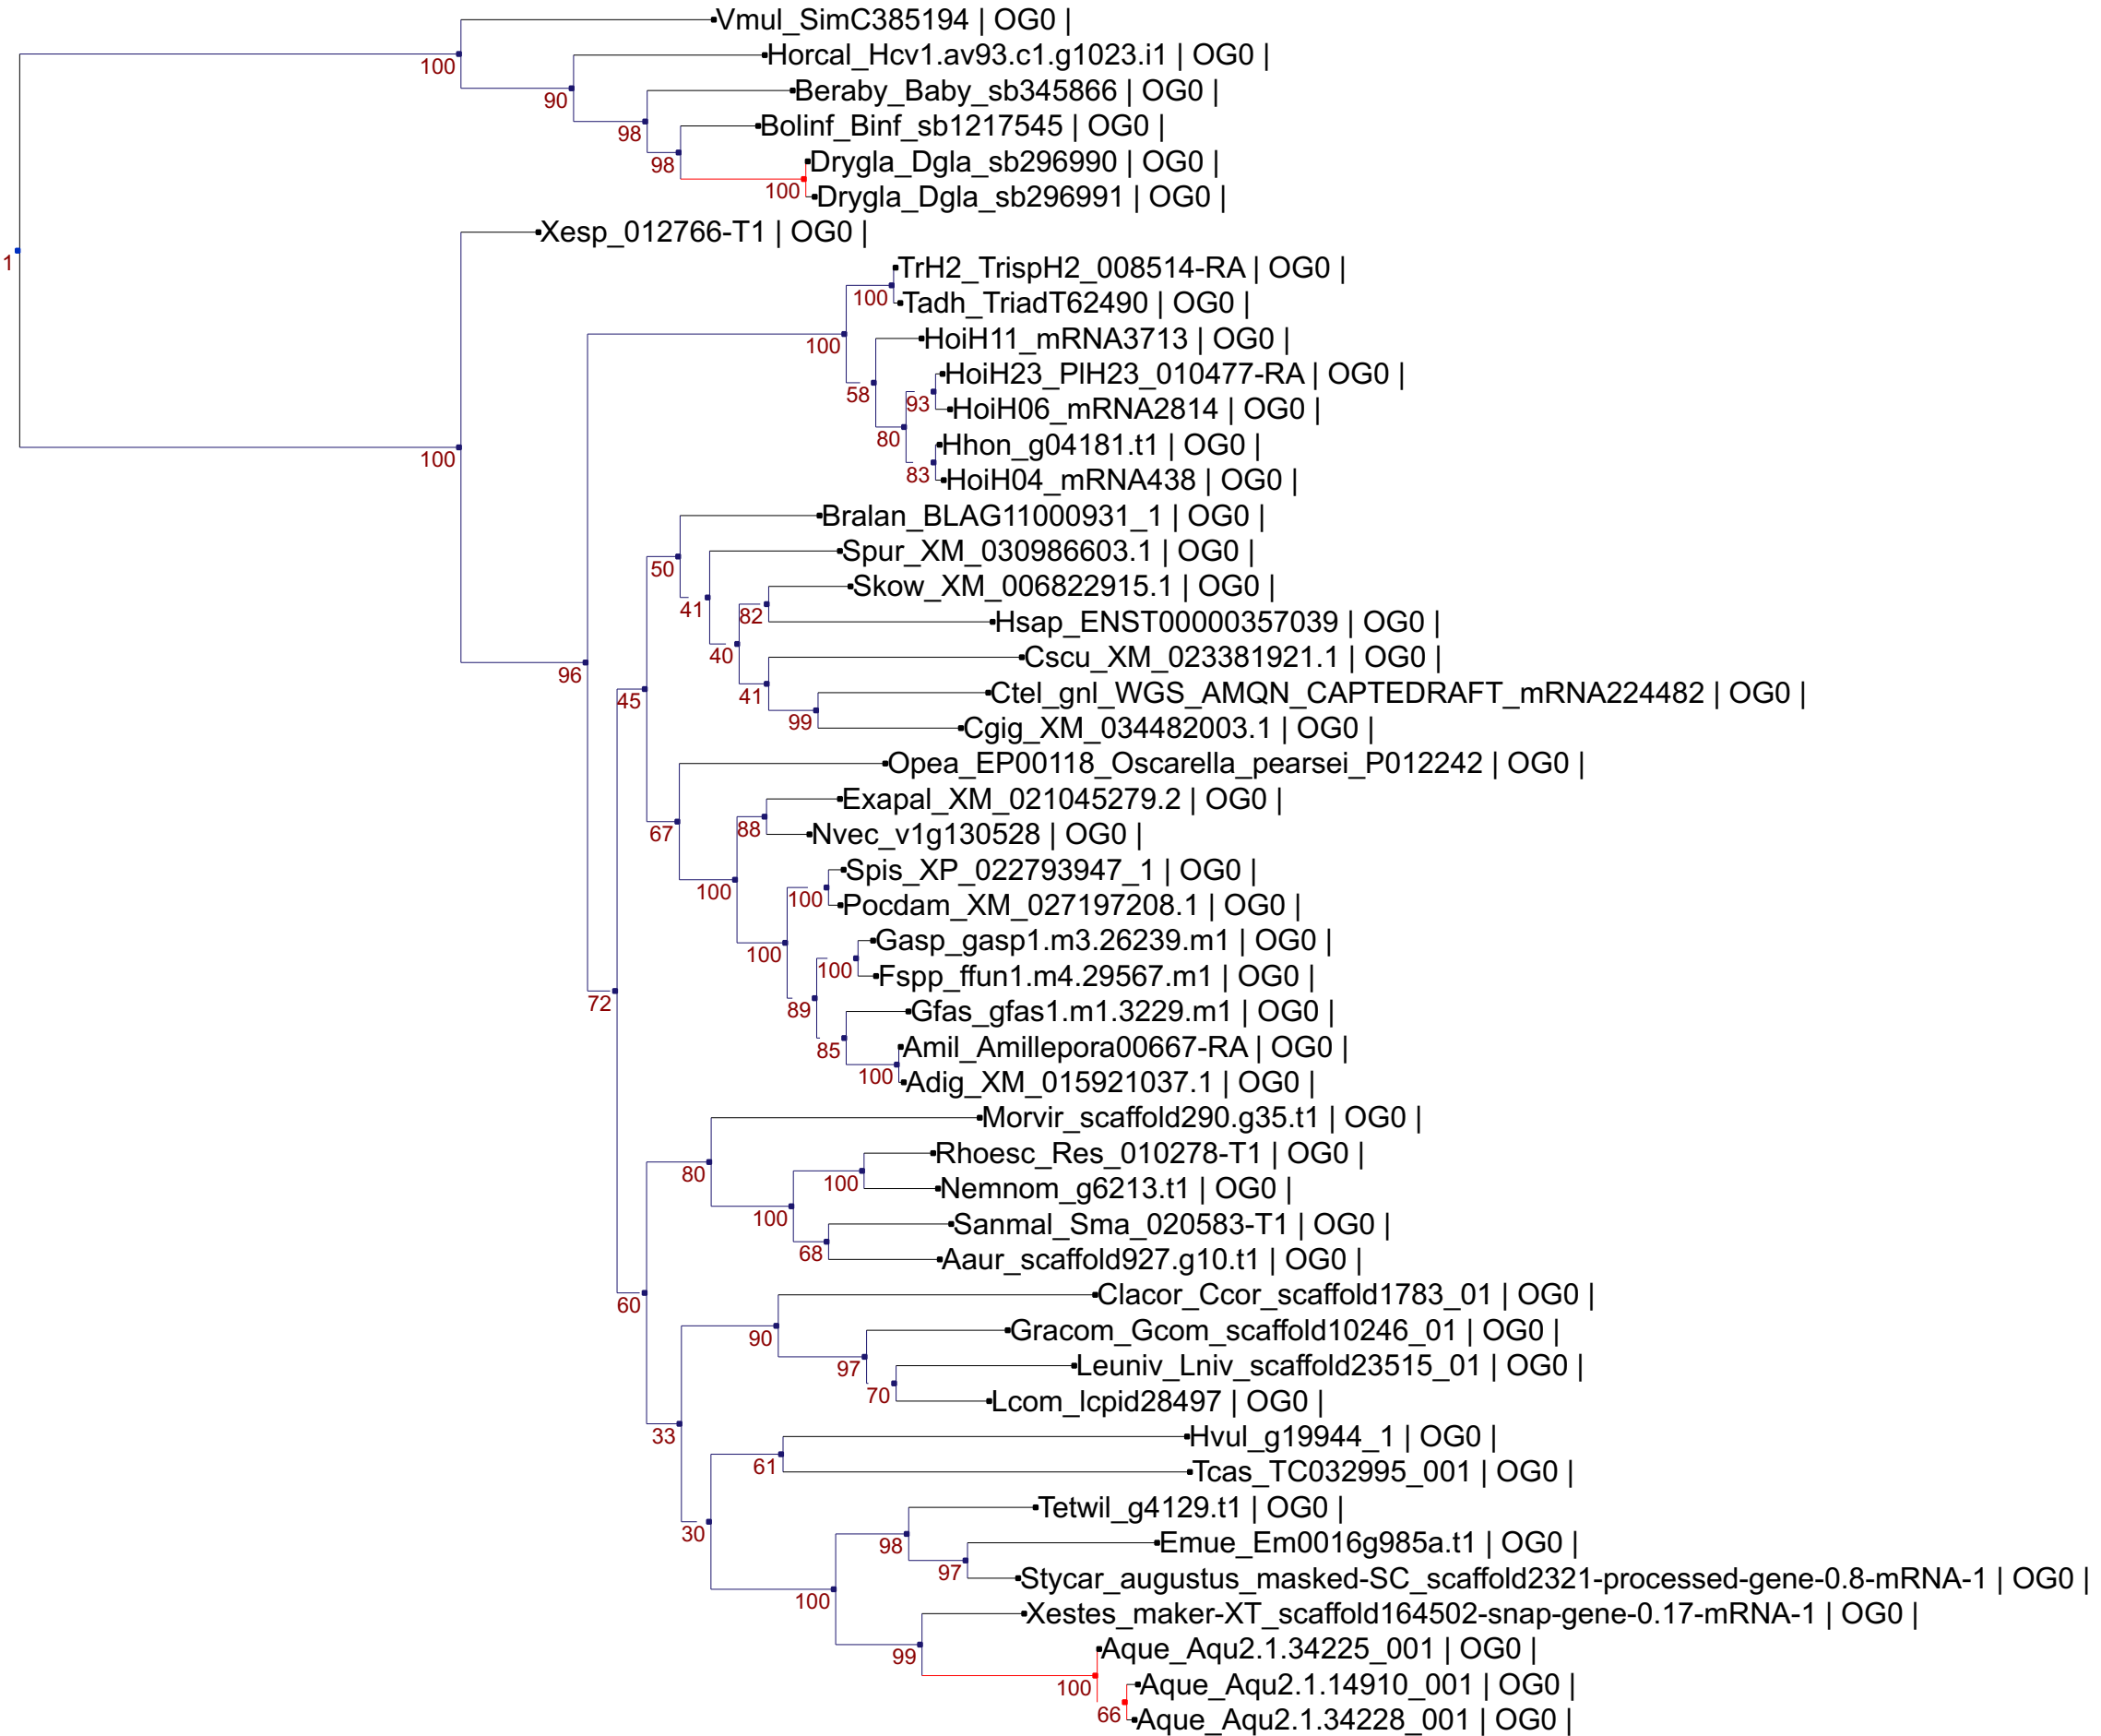 Vmul_SimC385194 | OG0 |
100
Horcal_Hcv1.av93.c1.g1023.i1 | OG0 |
90
Beraby_Baby_sb345866 | OG0 |
98
Bolinf_Binf_sb1217545 | OG0 |
98
Drygla_Dgla_sb296990 | OG0 |
100
Drygla_Dgla_sb296991 | OG0 |
Xesp_012766-T1 | OG0 |
1
TrH2_TrispH2_008514-RA | OG0 |
100
Tadh_TriadT62490 | OG0 |
100
HoiH11_mRNA3713 | OG0 |
HoiH23_PlH23_010477-RA | OG0 |
58
93
HoiH06_mRNA2814 | OG0 |
80
Hhon_g04181.t1 | OG0 |
100
83
HoiH04_mRNA438 | OG0 |
Bralan_BLAG11000931_1 | OG0 |
Spur_XM_030986603.1 | OG0 |
50
Skow_XM_006822915.1 | OG0 |
41
82
Hsap_ENST00000357039 | OG0 |
40
Cscu_XM_023381921.1 | OG0 |
96
41
Ctel_gnl_WGS_AMQN_CAPTEDRAFT_mRNA224482 | OG0 |
45
99
Cgig_XM_034482003.1 | OG0 |
Opea_EP00118_Oscarella_pearsei_P012242 | OG0 |
Exapal_XM_021045279.2 | OG0 |
67
88
Nvec_v1g130528 | OG0 |
Spis_XP_022793947_1 | OG0 |
100
100
Pocdam_XM_027197208.1 | OG0 |
Gasp_gasp1.m3.26239.m1 | OG0 |
100
100
Fspp_ffun1.m4.29567.m1 | OG0 |
72
89
Gfas_gfas1.m1.3229.m1 | OG0 |
85
Amil_Amillepora00667-RA | OG0 |
100
Adig_XM_015921037.1 | OG0 |
Morvir_scaffold290.g35.t1 | OG0 |
Rhoesc_Res_010278-T1 | OG0 |
80
100
Nemnom_g6213.t1 | OG0 |
100
Sanmal_Sma_020583-T1 | OG0 |
68
Aaur_scaffold927.g10.t1 | OG0 |
Clacor_Ccor_scaffold1783_01 | OG0 |
60
Gracom_Gcom_scaffold10246_01 | OG0 |
90
Leuniv_Lniv_scaffold23515_01 | OG0 |
97
70
Lcom_lcpid28497 | OG0 |
33
Hvul_g19944_1 | OG0 |
61
Tcas_TC032995_001 | OG0 |
Tetwil_g4129.t1 | OG0 |
30
98
Emue_Em0016g985a.t1 | OG0 |
97
Stycar_augustus_masked-SC_scaffold2321-processed-gene-0.8-mRNA-1 | OG0 |
100
Xestes_maker-XT_scaffold164502-snap-gene-0.17-mRNA-1 | OG0 |
99
Aque_Aqu2.1.34225_001 | OG0 |
100
Aque_Aqu2.1.14910_001 | OG0 |
66
Aque_Aqu2.1.34228_001 | OG0 |